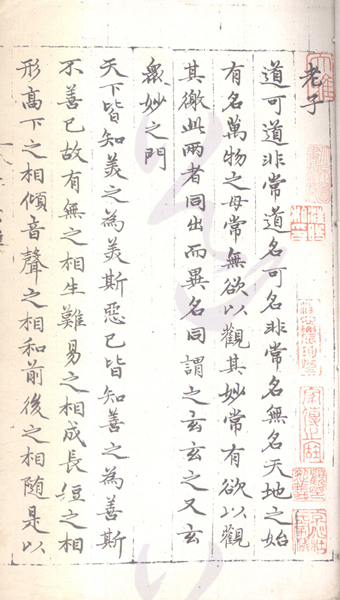 老子
道可道非常道名可名非常名無名天地之始
有名萬物之母常無欲以觀其妙常有欲以觀
其徼此兩者同出而異名同謂之玄玄之又玄
眾妙之門
天下皆知美之為美斯惡已皆知善之為善斯
不善已故有無之相生難易之相成長短之相
形高下之相傾音聲之相和前後之相隨是以